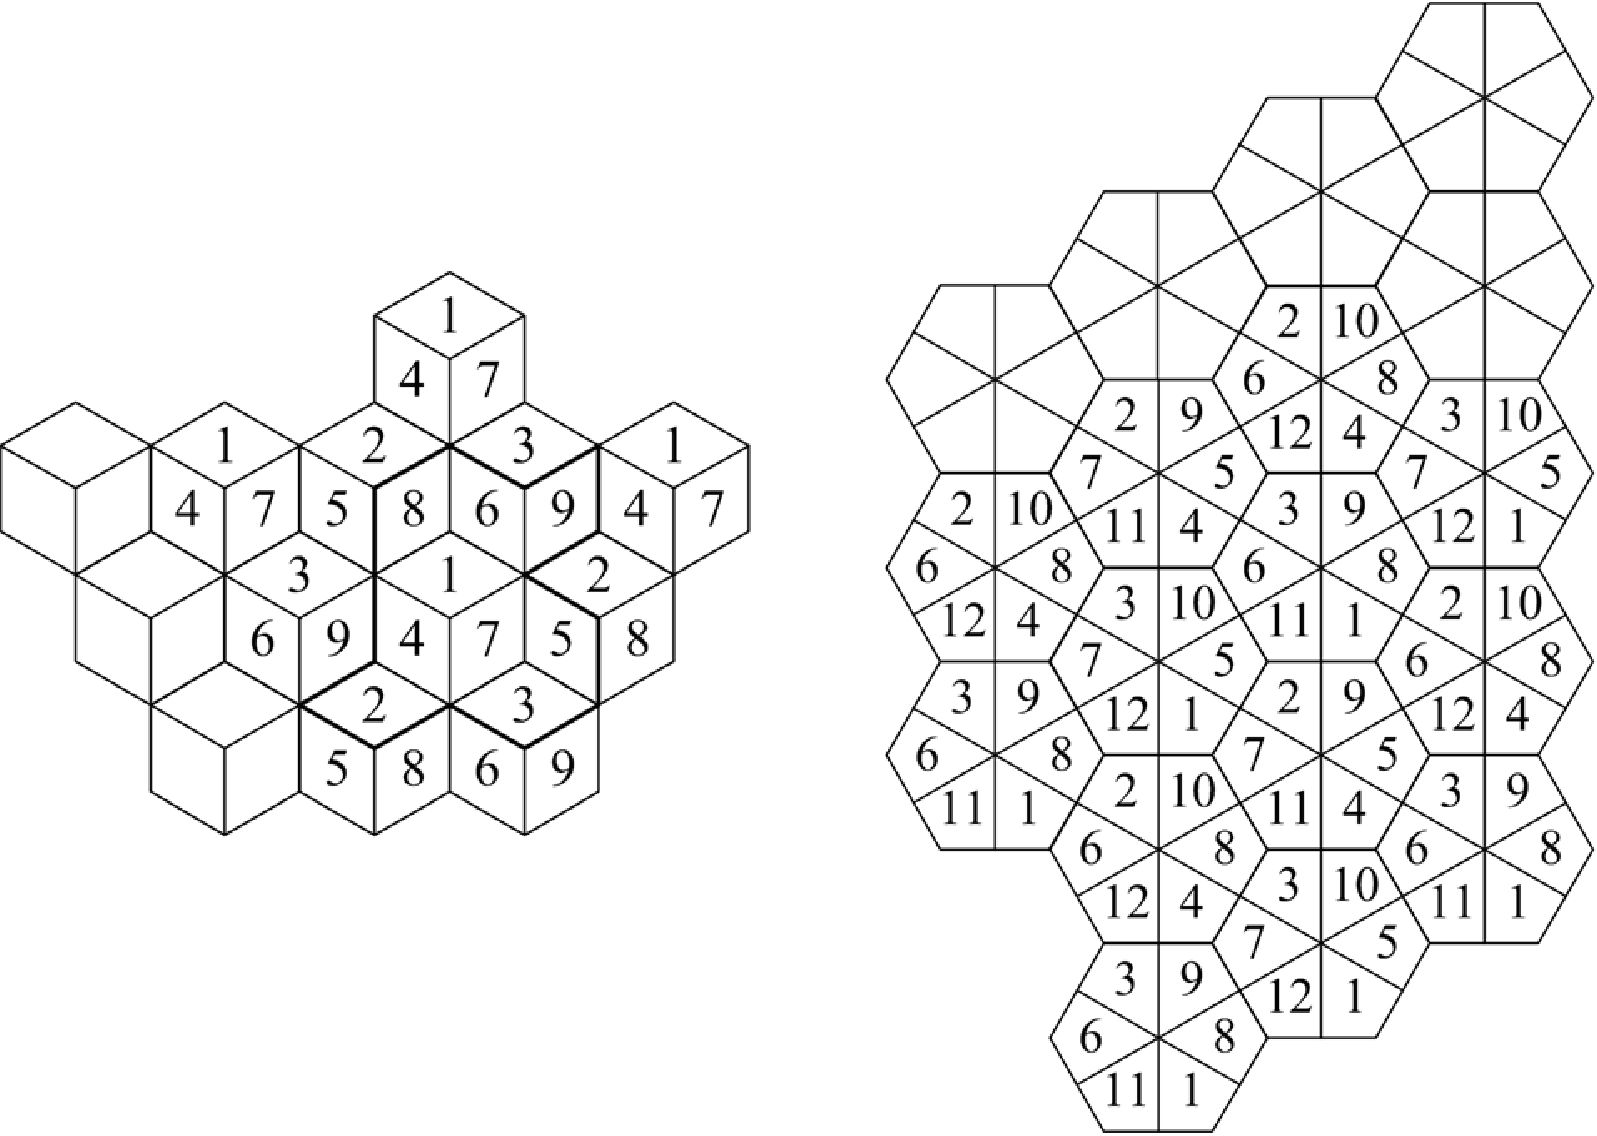 1
4 7
1 2 3 1
4 7 5 8 6 9 4 7
3 1 2
6 9 4 7 5 8
2 3
5 8 6 9
2 10
6 8
2 9 3 10
12 4
7 5 7 5
2 10 3 9
11 4 12 1
6 8 6 8
3 10 2 10
12 4 11 1
7 5 6 8
3 9 2 9
12 1 12 4
6 8 7 5
2 10 3 9
11 1 11 4
6 8 6 8
3 10
12 4 11 1
7 5
3 9
12 1
6 8
11 1